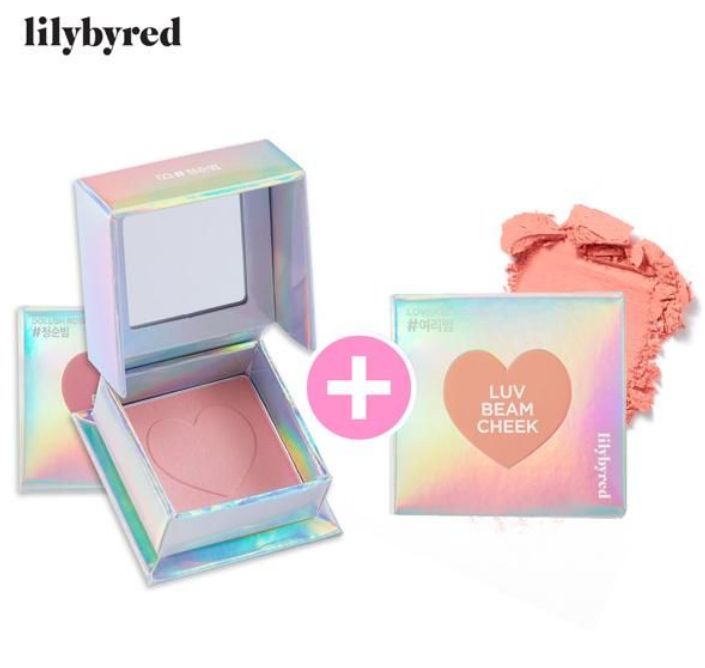 lilybyred
#청순빔
#여리빔
LUV
BEAM
CHEEK
lilybyred